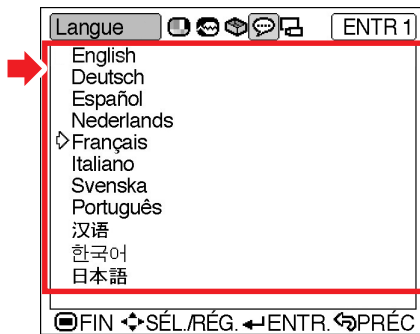 Langue ENTR 1
English
Deutsch
Español
Nederlands
Français
Italiano
Svenska
Português
汉语
한국어
日本語
FIN SÉL./RÉG. ENTR. PRÉC